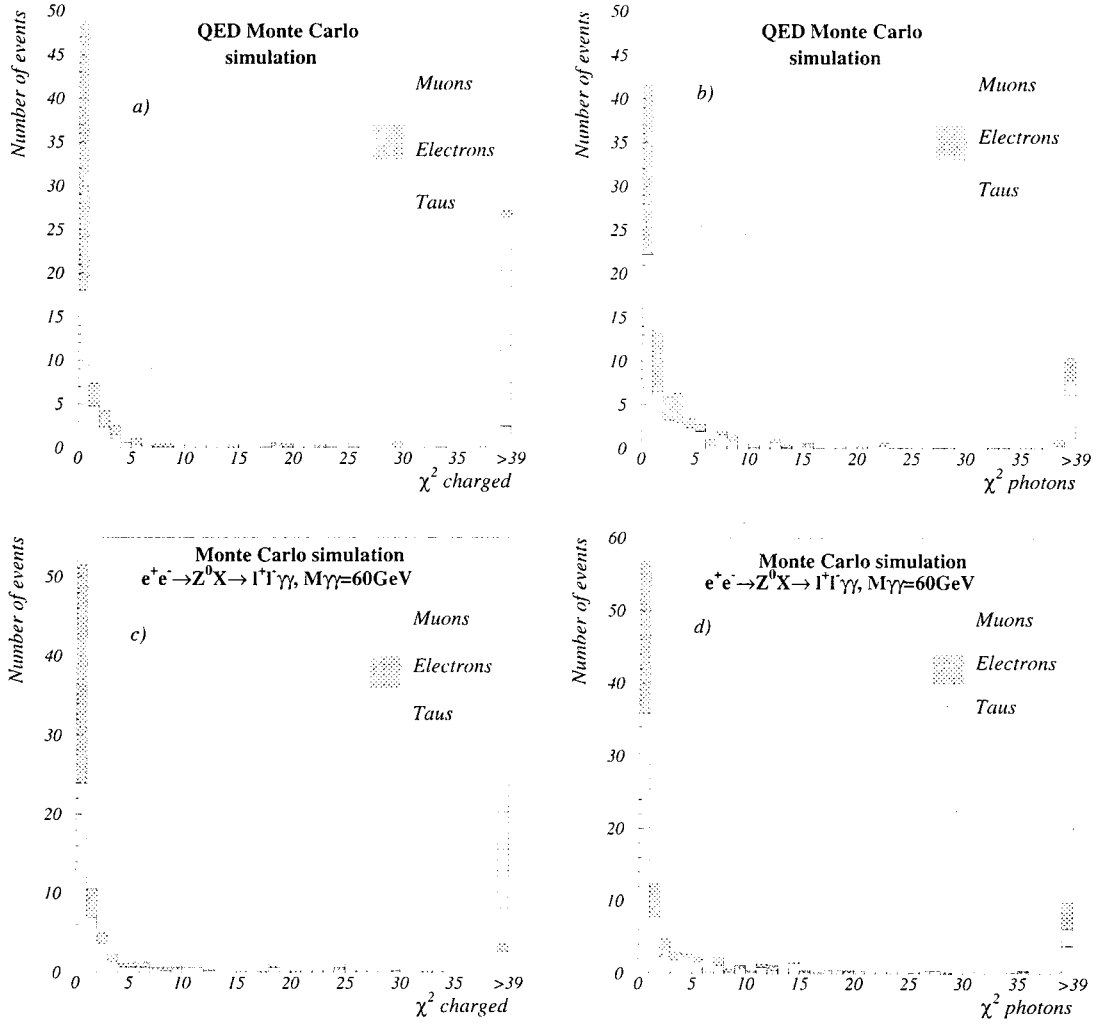 QED Monte Carlo
simulation
a)
Muons
Electrons
Taus
Number of events
50
45
40
35
30
25
20
15
10
5
0
0 5 10 15 20 25 30 35 >39
χ² charged
QED Monte Carlo
simulation
b)
Muons
Electrons
Taus
Number of events
50
45
40
35
30
25
20
15
10
5
0
0 5 10 15 20 25 30 35 >39
χ² photons
Monte Carlo simulation
e⁺e⁻→Z⁰X→l⁺l⁻γγ, Mγγ=60GeV
c)
Muons
Electrons
Taus
Number of events
50
40
30
20
10
0
0 5 10 15 20 25 30 35 >39
χ² charged
Monte Carlo simulation
e⁺e⁻→Z⁰X→l⁺l⁻γγ, Mγγ=60GeV
d)
Muons
Electrons
Taus
Number of events
60
50
40
30
20
10
0
0 5 10 15 20 25 30 35 >39
χ² photons